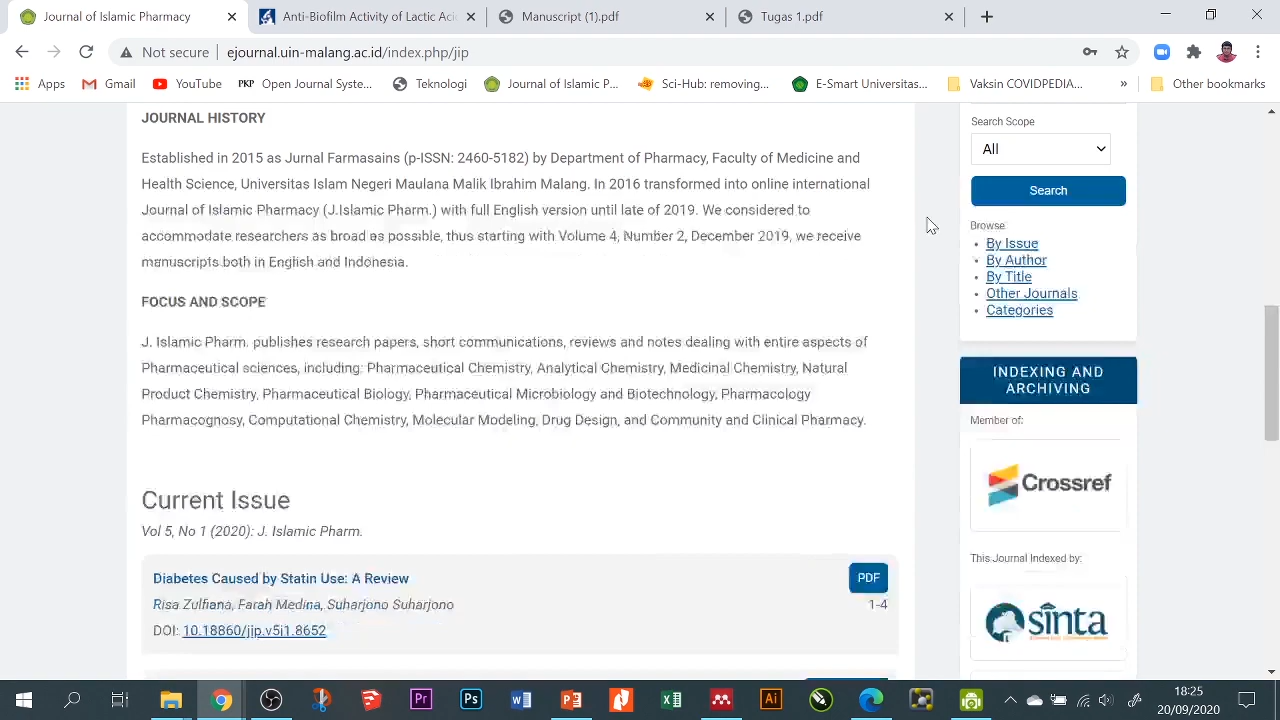 Journal of Islamic Pharmacy
Anti-Biofilm Activity of Lactic Aci
Manuscript (1).pdf
Tugas 1.pdf
Not secure
ejournal.uin-malang.ac.id/index.php/jip
Apps
Gmail
YouTube
PKP Open Journal Syste...
Teknologi
Journal of Islamic P...
Sci-Hub: removing...
E-Smart Universitas...
Vaksin COVIDPEDIA...
»
Other bookmarks
JOURNAL HISTORY
Established in 2015 as Jurnal Farmasains (p-ISSN: 2460-5182) by Department of Pharmacy, Faculty of Medicine and
Health Science, Universitas Islam Negeri Maulana Malik Ibrahim Malang. In 2016 transformed into online international
Journal of Islamic Pharmacy (J.Islamic Pharm.) with full English version until late of 2019. We considered to
accommodate researchers as broad as possible, thus starting with Volume 4, Number 2, December 2019, we receive
manuscripts both in English and Indonesia.
FOCUS AND SCOPE
J. Islamic Pharm. publishes research papers, short communications, reviews and notes dealing with entire aspects of
Pharmaceutical sciences, including: Pharmaceutical Chemistry, Analytical Chemistry, Medicinal Chemistry, Natural
Product Chemistry, Pharmaceutical Biology, Pharmaceutical Microbiology and Biotechnology, Pharmacology
Pharmacognosy, Computational Chemistry, Molecular Modeling, Drug Design, and Community and Clinical Pharmacy.
Current Issue
Vol 5, No 1 (2020): J. Islamic Pharm.
Diabetes Caused by Statin Use: A Review
PDF
Risa Zulfiana, Farah Medina, Suharjono Suharjono
1-4
DOI: 10.18860/jip.v5i1.8652
Search Scope
All
Search
Browse
By Issue
By Author
By Title
Other Journals
Categories
INDEXING AND
ARCHIVING
Member of:
Crossref
This Journal Indexed by:
sinta
Pr
Ps
Ai
18:25
20/09/2020